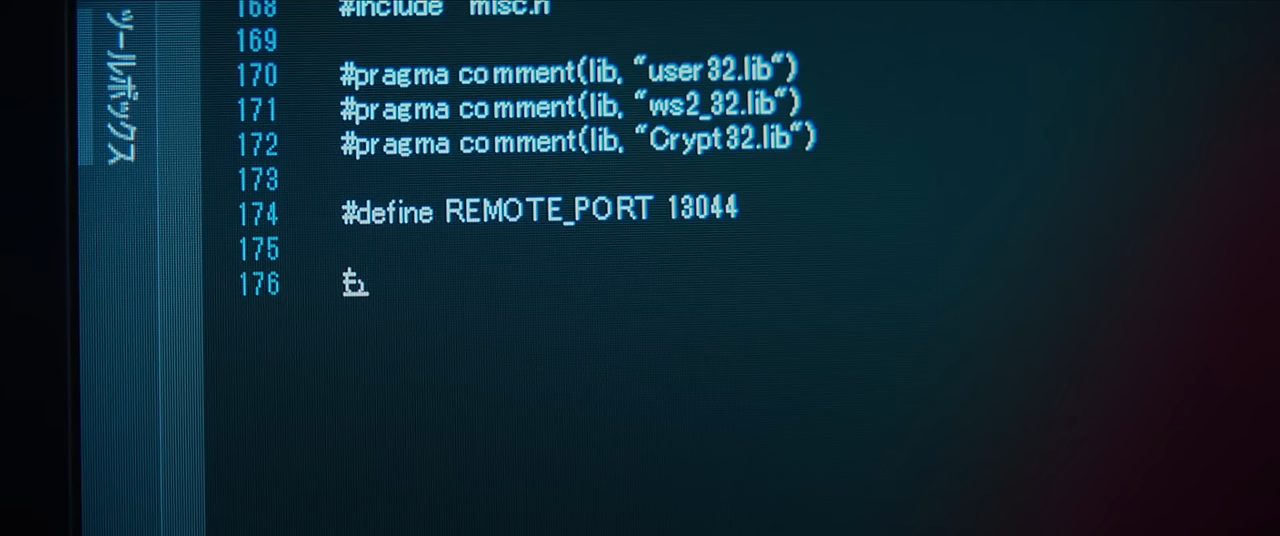 ツールボックス
168 #include "misc.h
169
170 #pragma comment(lib, "user32.lib")
171 #pragma comment(lib, "ws2_32.lib")
172 #pragma comment(lib, "Crypt32.lib")
173
174 #define REMOTE_PORT 13044
175
176 も